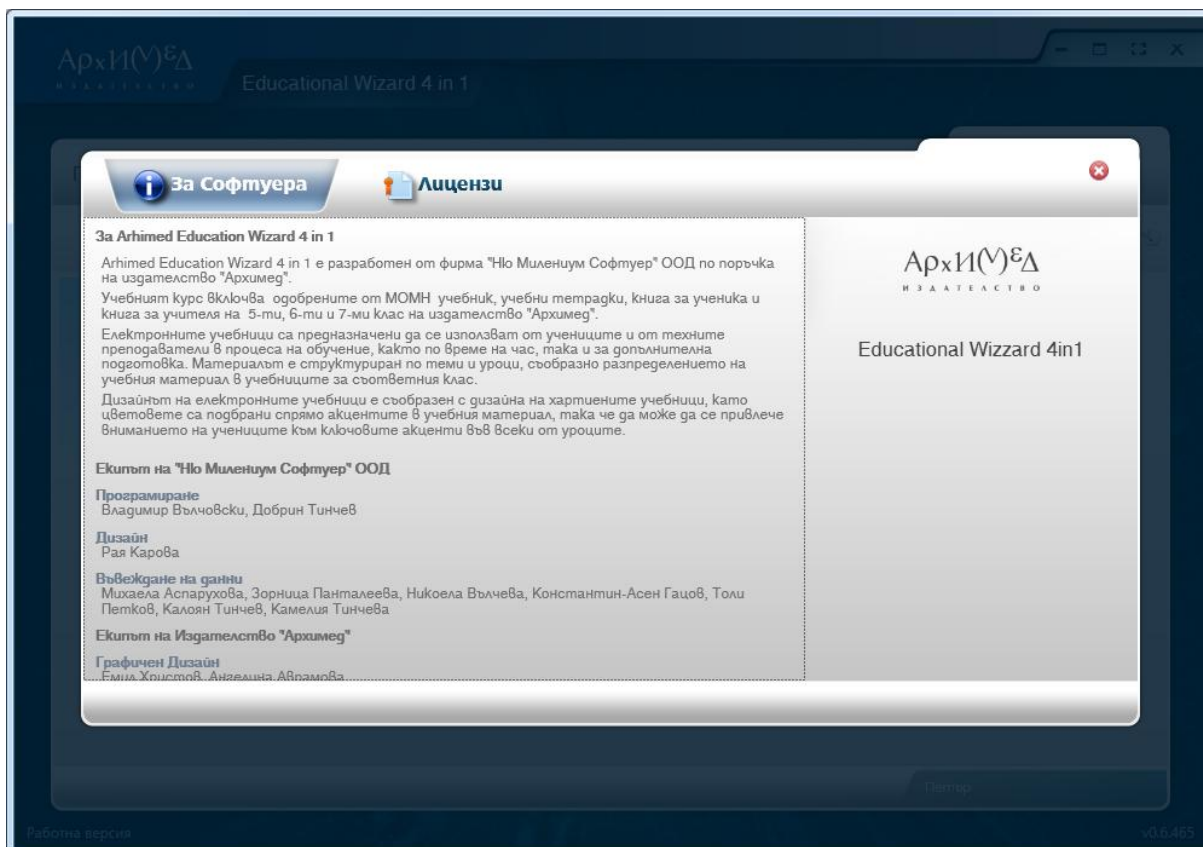 АрхИ(V)ЕΔ
ИЗДАТЕЛСТВО
Educational Wizard 4 in 1
За Софтуера
Лицензи
За Arhimed Education Wizard 4 in 1
Arhimed Education Wizard 4 in 1 е разработен от фирма "Ню Милениум Софтуер" ООД по поръчка
на издателство "Архимед".
Учебният курс включва одобрените от МОМН учебник, учебни тетрадки, книга за ученика и
книга за учителя на 5-ти, 6-ти и 7-ми клас на издателство "Архимед".
Електронните учебници са предназначени да се използват от учениците и от техните
преподаватели в процеса на обучение, както по време на час, така и за допълнителна
подготовка. Материалът е структуриран по теми и уроци, съобразно разпределението на
учебния материал в учебниците за съответния клас.
Дизайнът на електронните учебници е съобразен с дизайна на хартиените учебници, като
цветовете са подбрани спрямо акцентите в учебния материал, така че да може да се привлече
вниманието на учениците към ключовите акценти във всеки от уроците.
Екипът на "Ню Милениум Софтуер" ООД
Програмиране
Владимир Вълчовски, Добрин Тинчев
Дизайн
Рая Карова
Въвеждане на данни
Михаела Аспарухова, Зорница Панталеева, Никоела Вълчева, Константин-Асен Гацов, Толи
Петков, Калоян Тинчев, Камелия Тинчева
Екипът на Издателство "Архимед"
Графичен Дизайн
Емил Христов, Ангелина Аврамова
АрхИ(V)ЕΔ
ИЗДАТЕЛСТВО
Educational Wizzard 4in1
Работна версия
v0.6.465